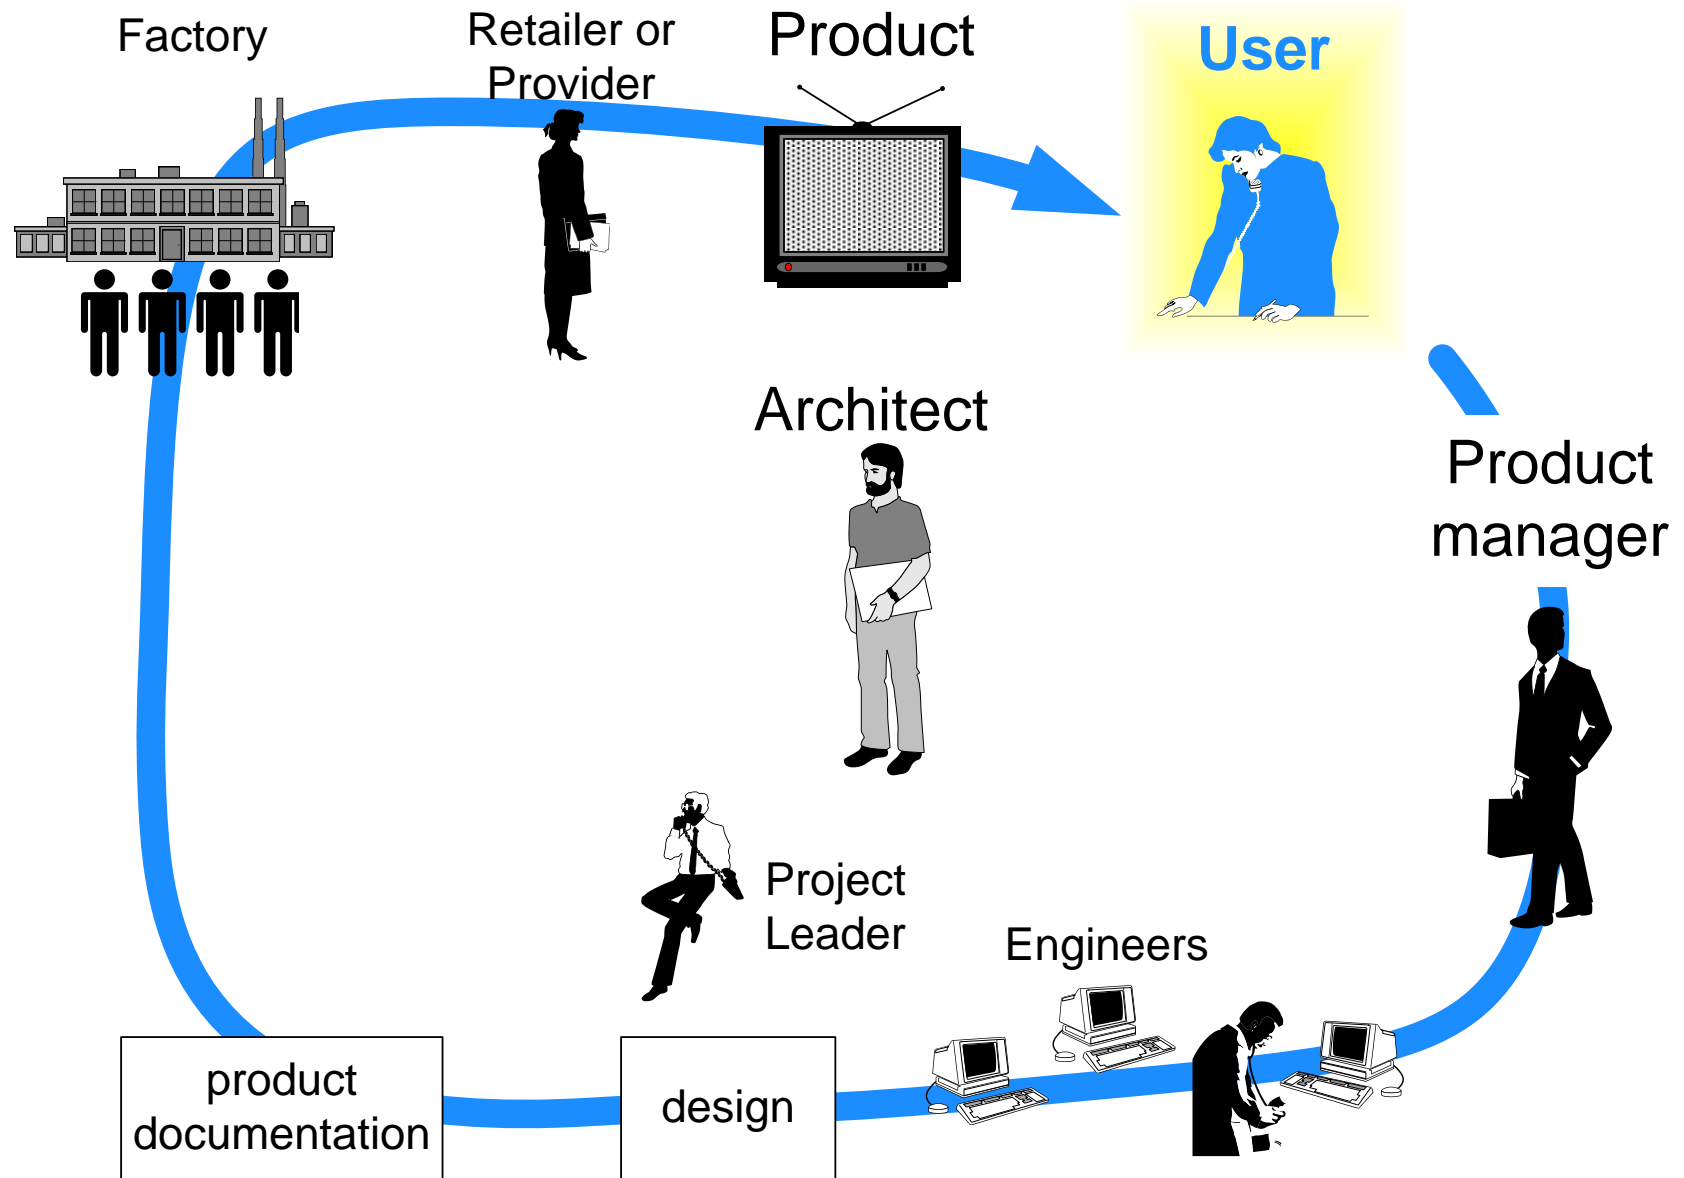 Factory
Retailer or
Provider
Product
User
Architect
Product
manager
Project
Leader
Engineers
product
documentation
design